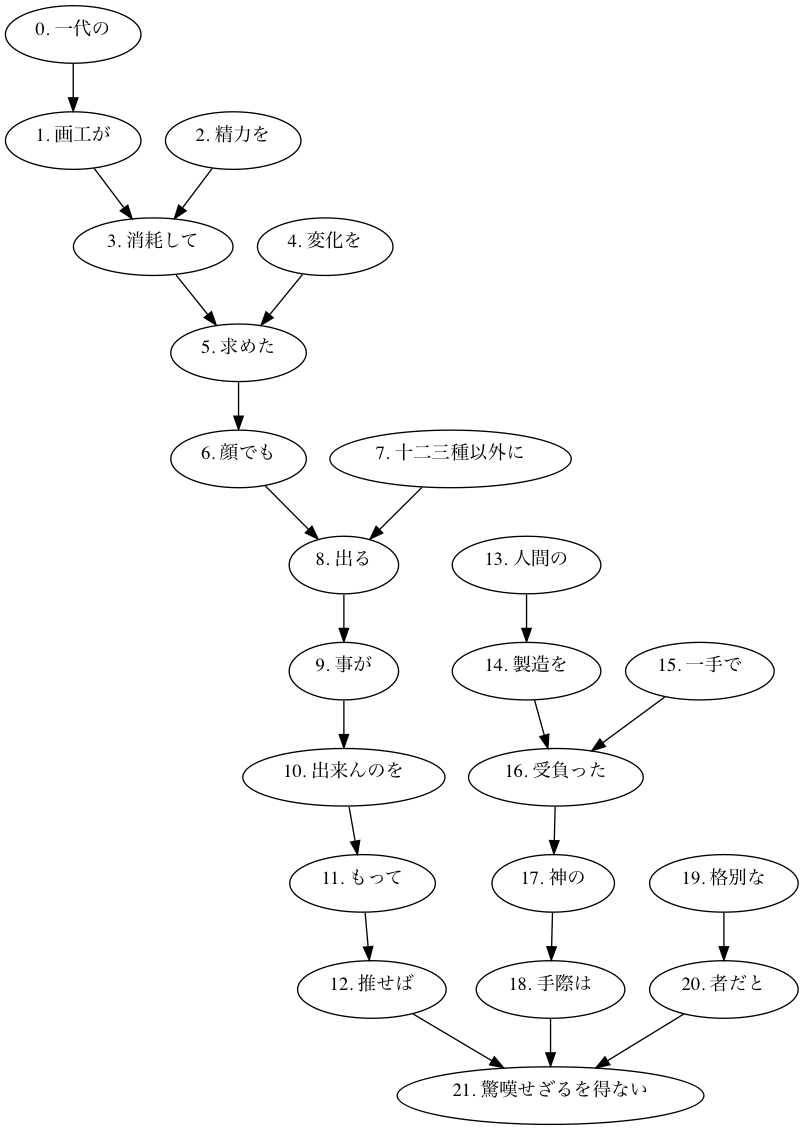 0. 一代の
1. 画工が
2. 精力を
3. 消耗して
4. 変化を
5. 求めた
6. 顔でも
7. 十二三種以外に
8. 出る
13. 人間の
9. 事が
14. 製造を
15. 一手で
10. 出来んのを
16. 受負った
11. もって
17. 神の
19. 格別な
12. 推せば
18. 手際は
20. 者だと
21. 驚嘆せざるを得ない